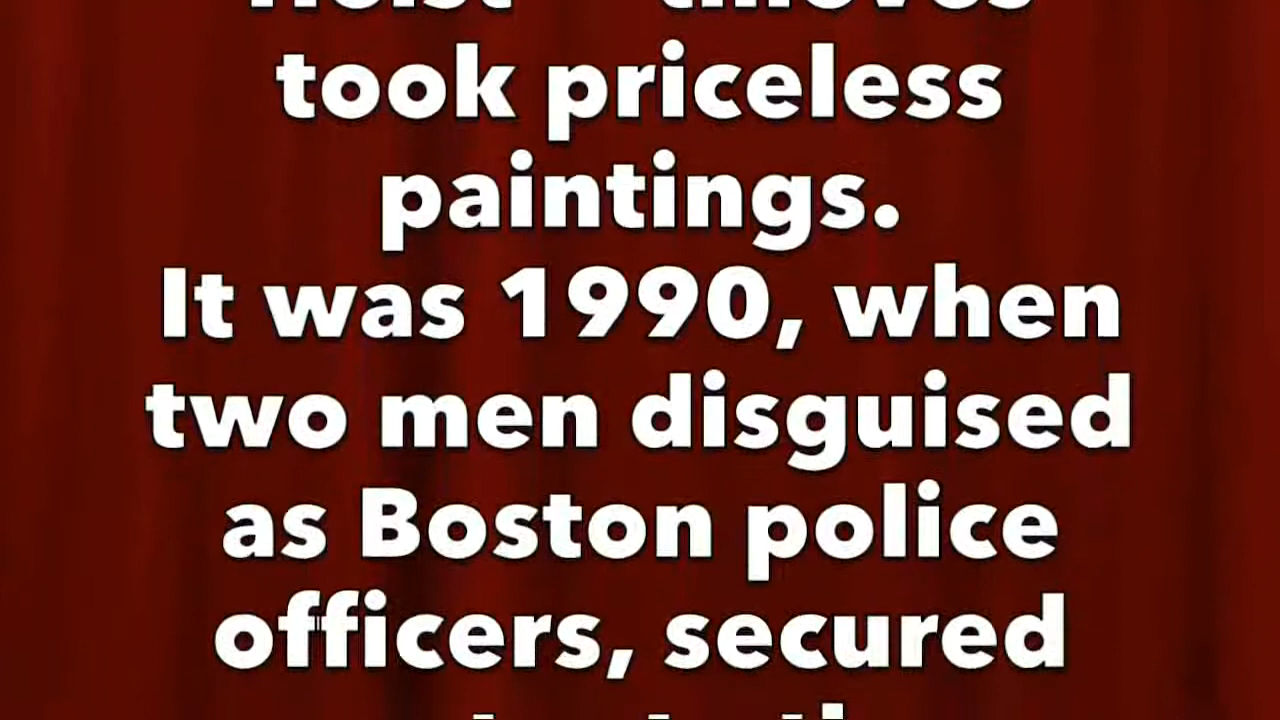 took priceless
paintings.
It was 1990, when
two men disguised
as Boston police
officers, secured